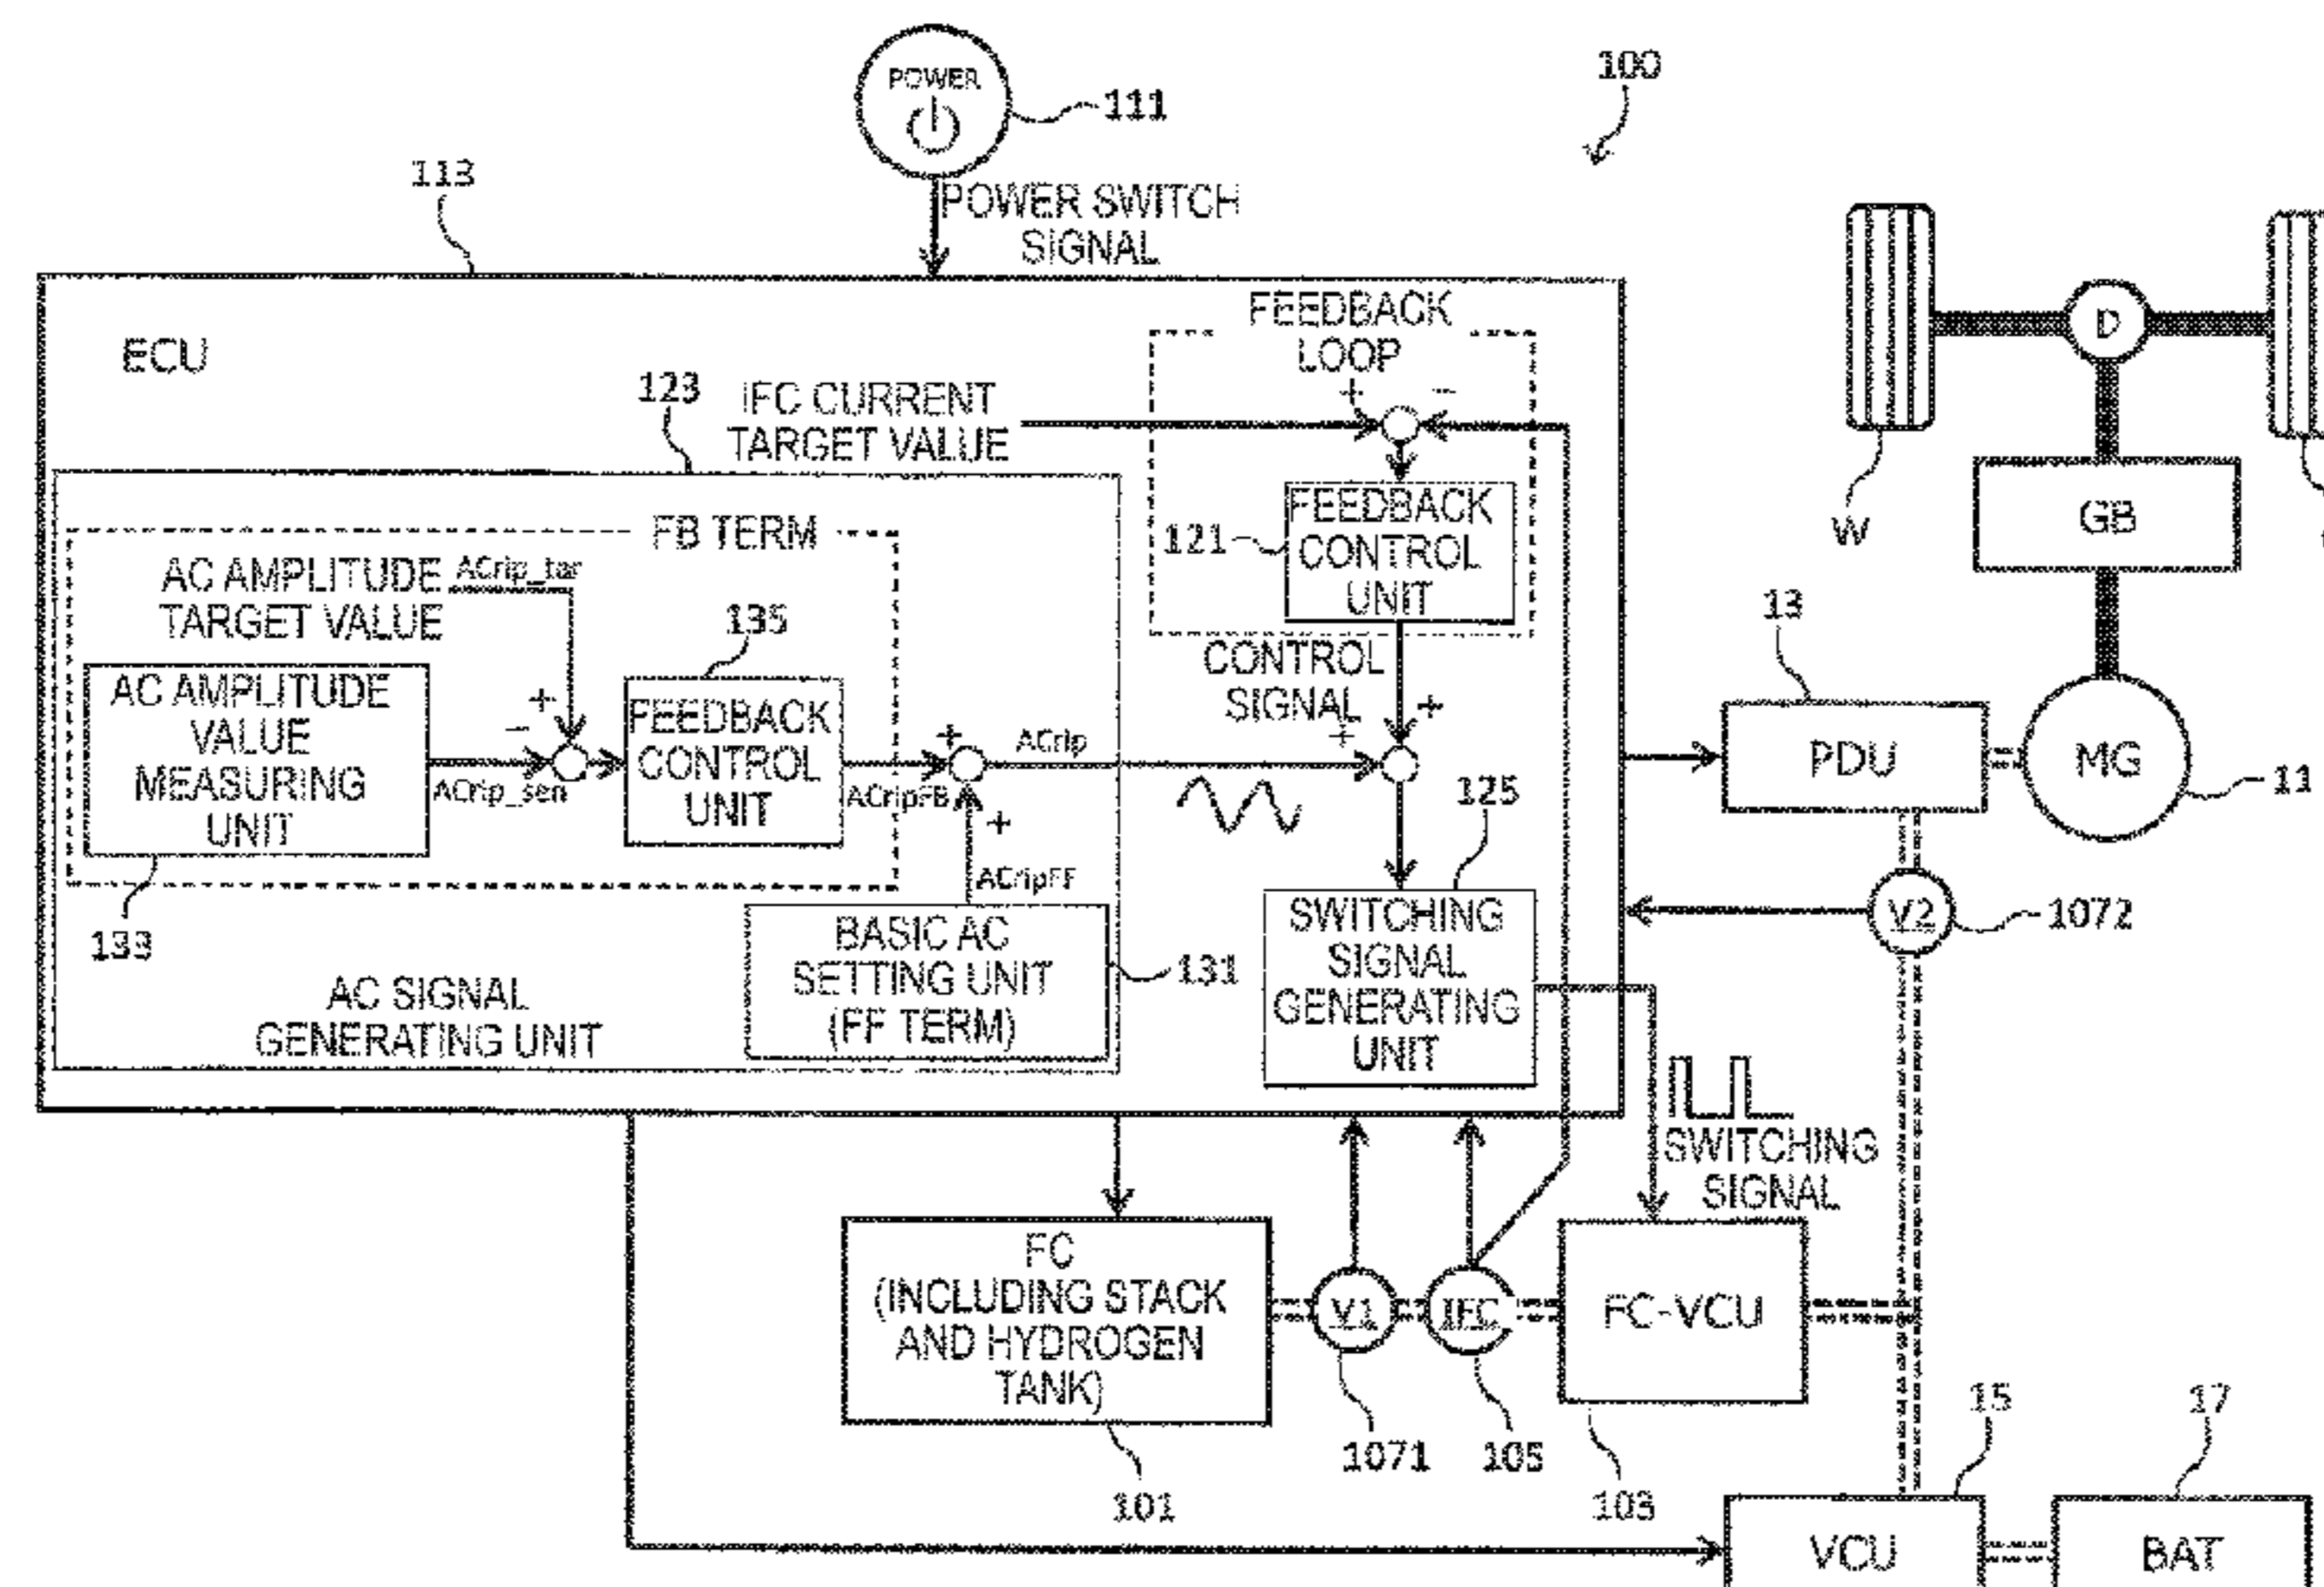 POWER
111
100
113
POWER SWITCH
SIGNAL
ECU
FEEDBACK
LOOP
123
IFC CURRENT
TARGET VALUE
+
−
D
W
GB
FB TERM
AC AMPLITUDE
TARGET VALUE
ACrip_tar
121
FEEDBACK
CONTROL
UNIT
135
13
CONTROL
SIGNAL
AC AMPLITUDE
VALUE
MEASURING
UNIT
−
+
FEEDBACK
CONTROL
UNIT
+
ACrip
+
+
PDU
MG
11
ACrip_sen
ACripFB
+
125
ACripFF
133
BASIC AC
SETTING UNIT
(FF TERM)
131
SWITCHING
SIGNAL
GENERATING
UNIT
V2
1072
AC SIGNAL
GENERATING UNIT
SWITCHING
SIGNAL
FC
(INCLUDING STACK
AND HYDROGEN
TANK)
V1
IFC
FC-VCU
1071
105
103
101
15
17
VCU
BAT